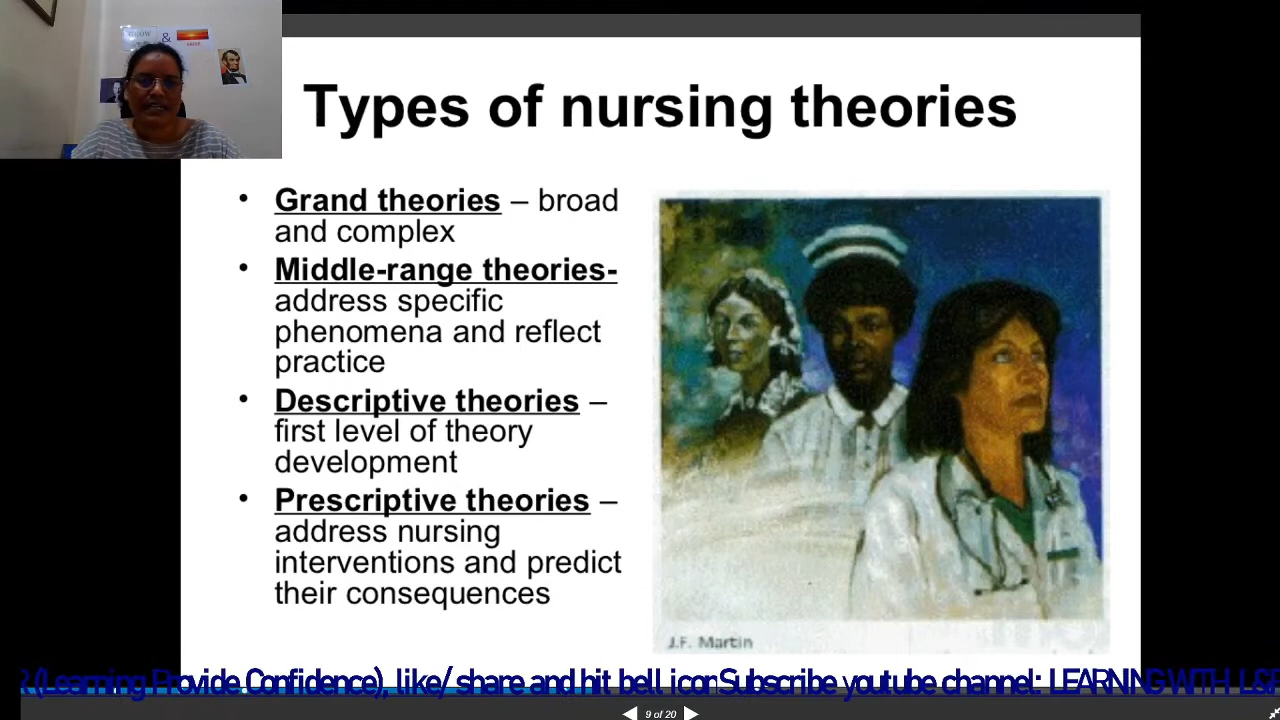 &
Types of nursing theories
• Grand theories – broad
and complex
• Middle-range theories-
address specific
phenomena and reflect
practice
• Descriptive theories –
first level of theory
development
• Prescriptive theories –
address nursing
interventions and predict
their consequences
J.F. Martin
(Learning Provide Confidence), like/ share and hit bell icon Subscribe youtube channel: LEARNING WITH L&P
9 of 20